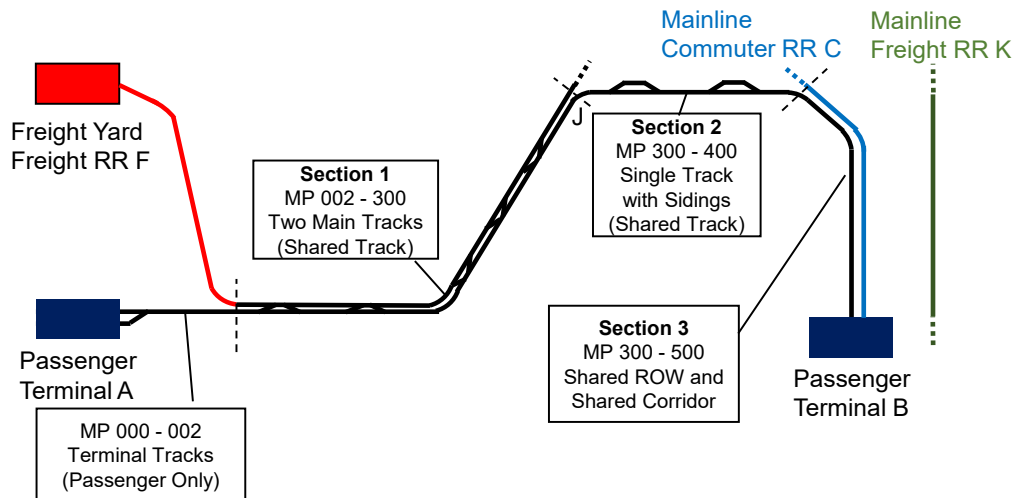 Mainline
Commuter RR C
Mainline
Freight RR K
Freight Yard
Freight RR F
J
Section 1
MP 002 - 300
Two Main Tracks
(Shared Track)
Section 2
MP 300 - 400
Single Track
with Sidings
(Shared Track)
Section 3
MP 300 - 500
Shared ROW and
Shared Corridor
Passenger
Terminal A
Passenger
Terminal B
MP 000 - 002
Terminal Tracks
(Passenger Only)